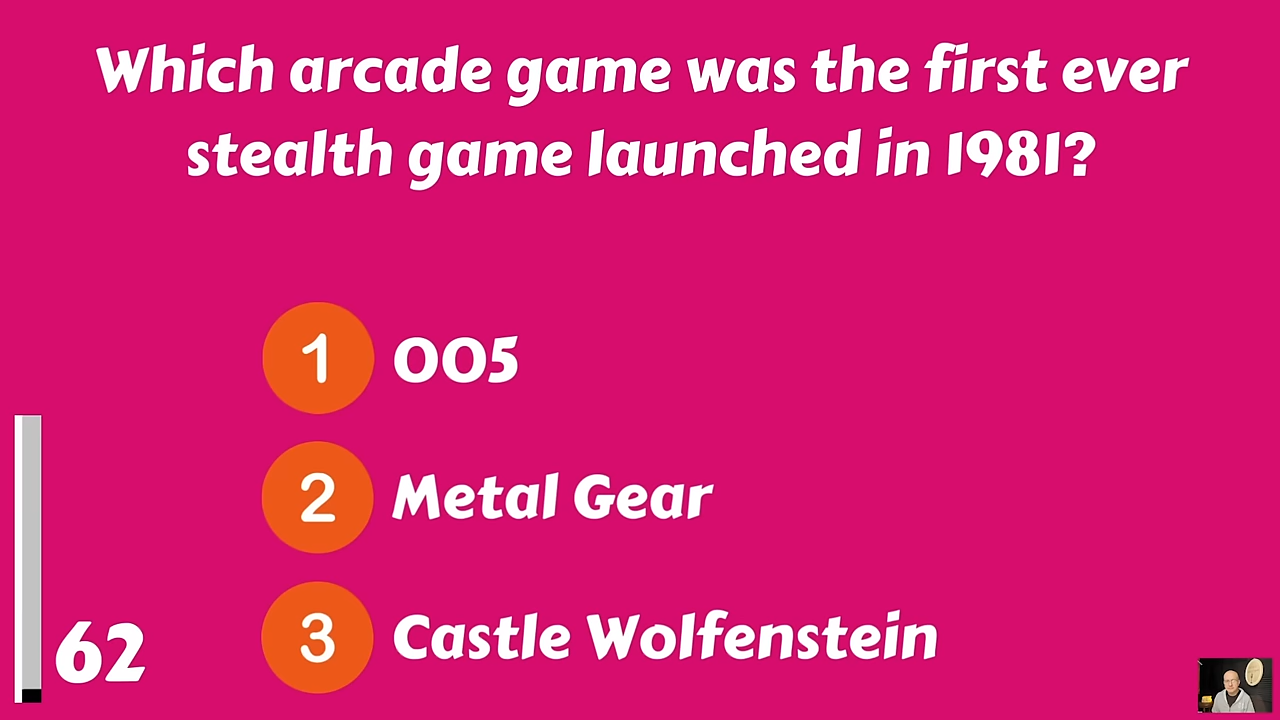 Which arcade game was the first ever
stealth game launched in 1981?
1 005
2 Metal Gear
3 Castle Wolfenstein
62